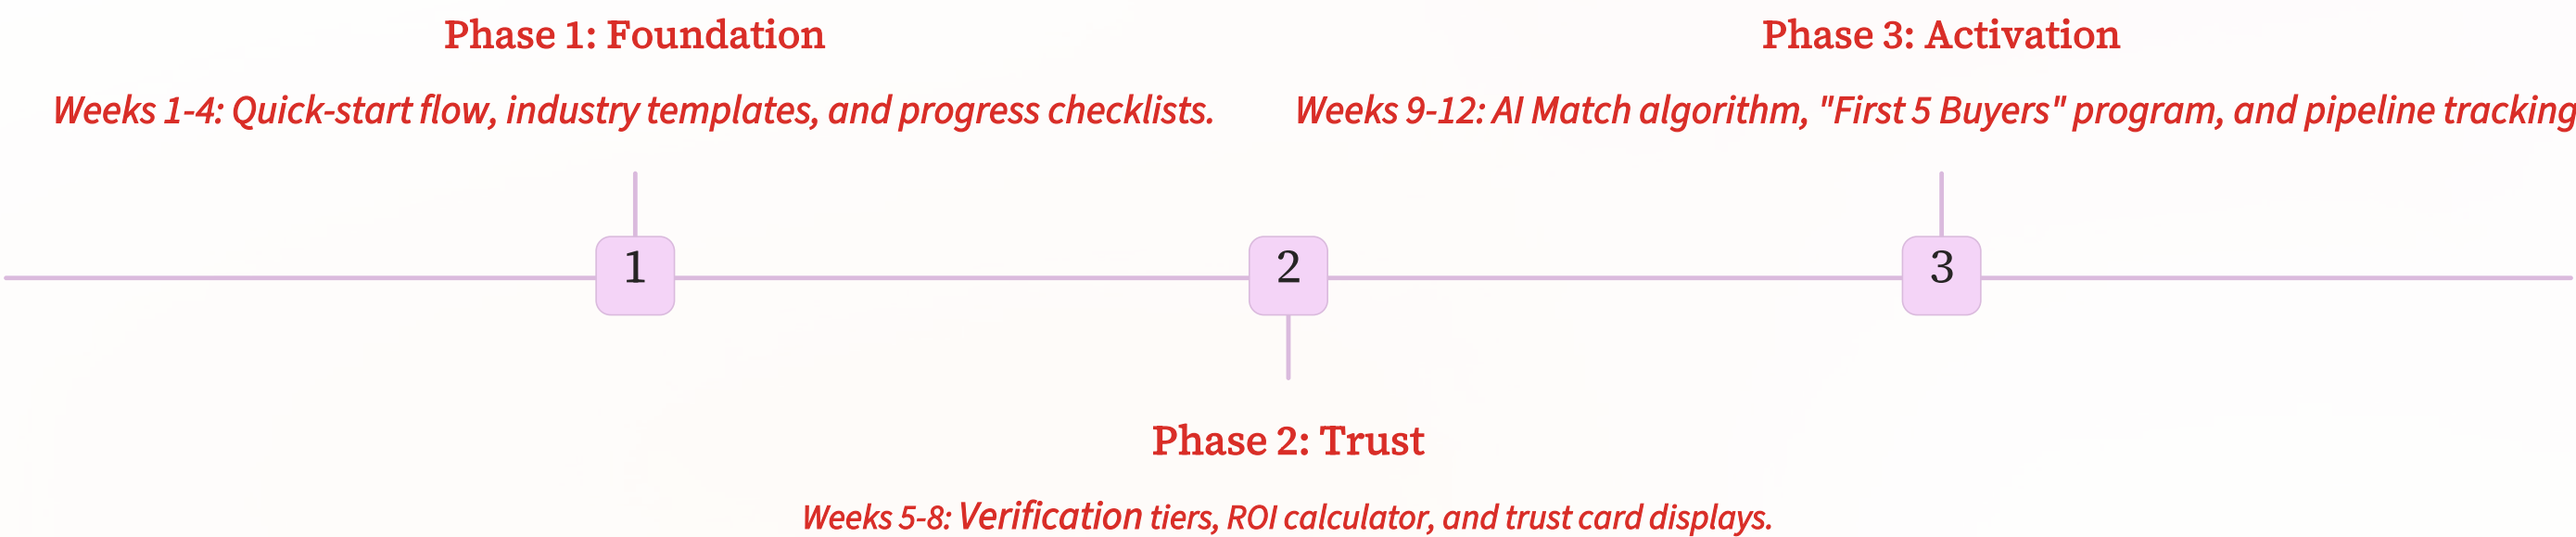 Phase 1: Foundation
Weeks 1-4: Quick-start flow, industry templates, and progress checklists.
Phase 3: Activation
Weeks 9-12: AI Match algorithm, "First 5 Buyers" program, and pipeline tracking
1
2
3
Phase 2: Trust
Weeks 5-8: Verification tiers, ROI calculator, and trust card displays.